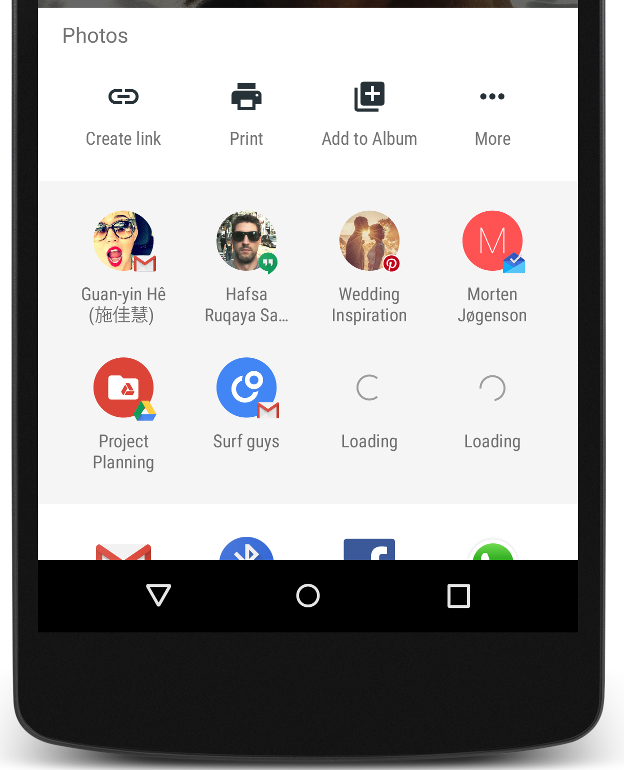 Photos
Create link
Print
Add to Album
More
Guan-yin Hê
(施佳慧)
Hafsa
Ruqaya Sa...
Wedding
Inspiration
M
Morten
Jøgenson
Project
Planning
Surf guys
Loading
Loading